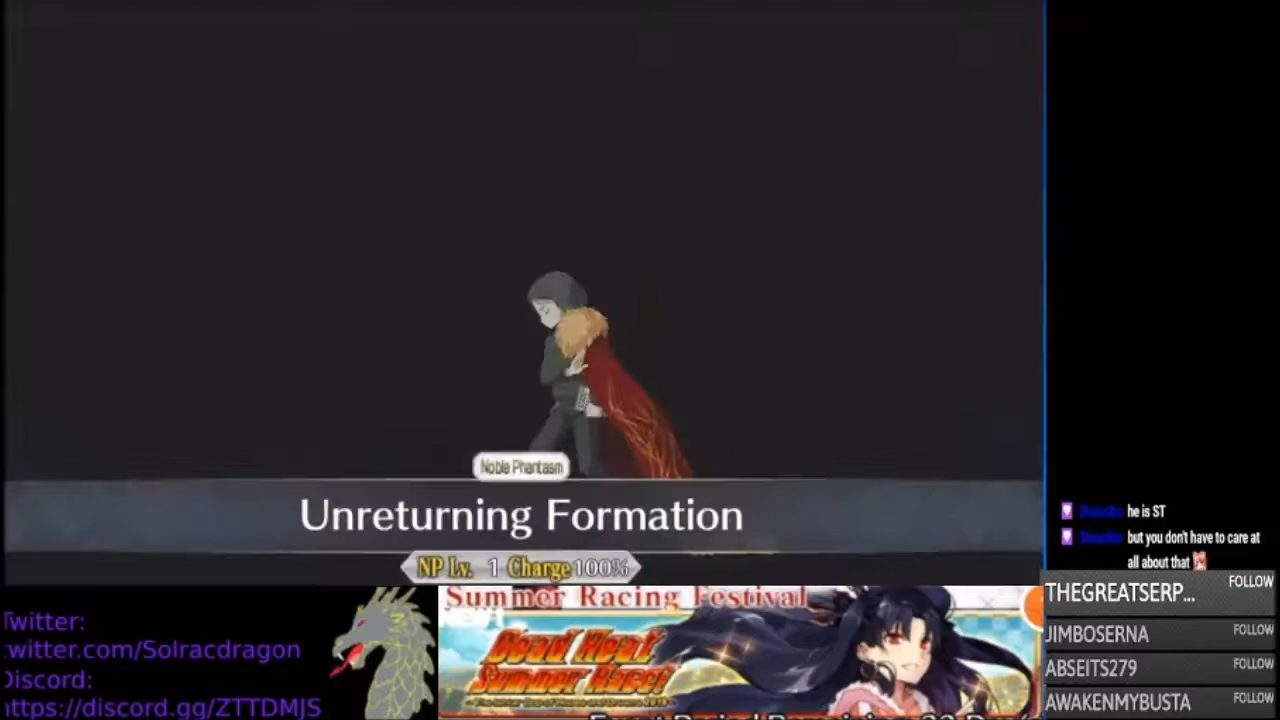 Noble Phantasm
Unreturning Formation
NP Lv. 1 Charge 100%
he is ST
but you don't have to care at
all about that
THEGREATSERP... FOLLOW
JIMBOSERNA FOLLOW
ABSEITS279 FOLLOW
AWAKENMYBUSTA FOLLOW
Twitter:
twitter.com/Solracdragon
Discord:
https://discord.gg/ZTTDMJS
Summer Racing Festival
Dead Heat
Summer Race!